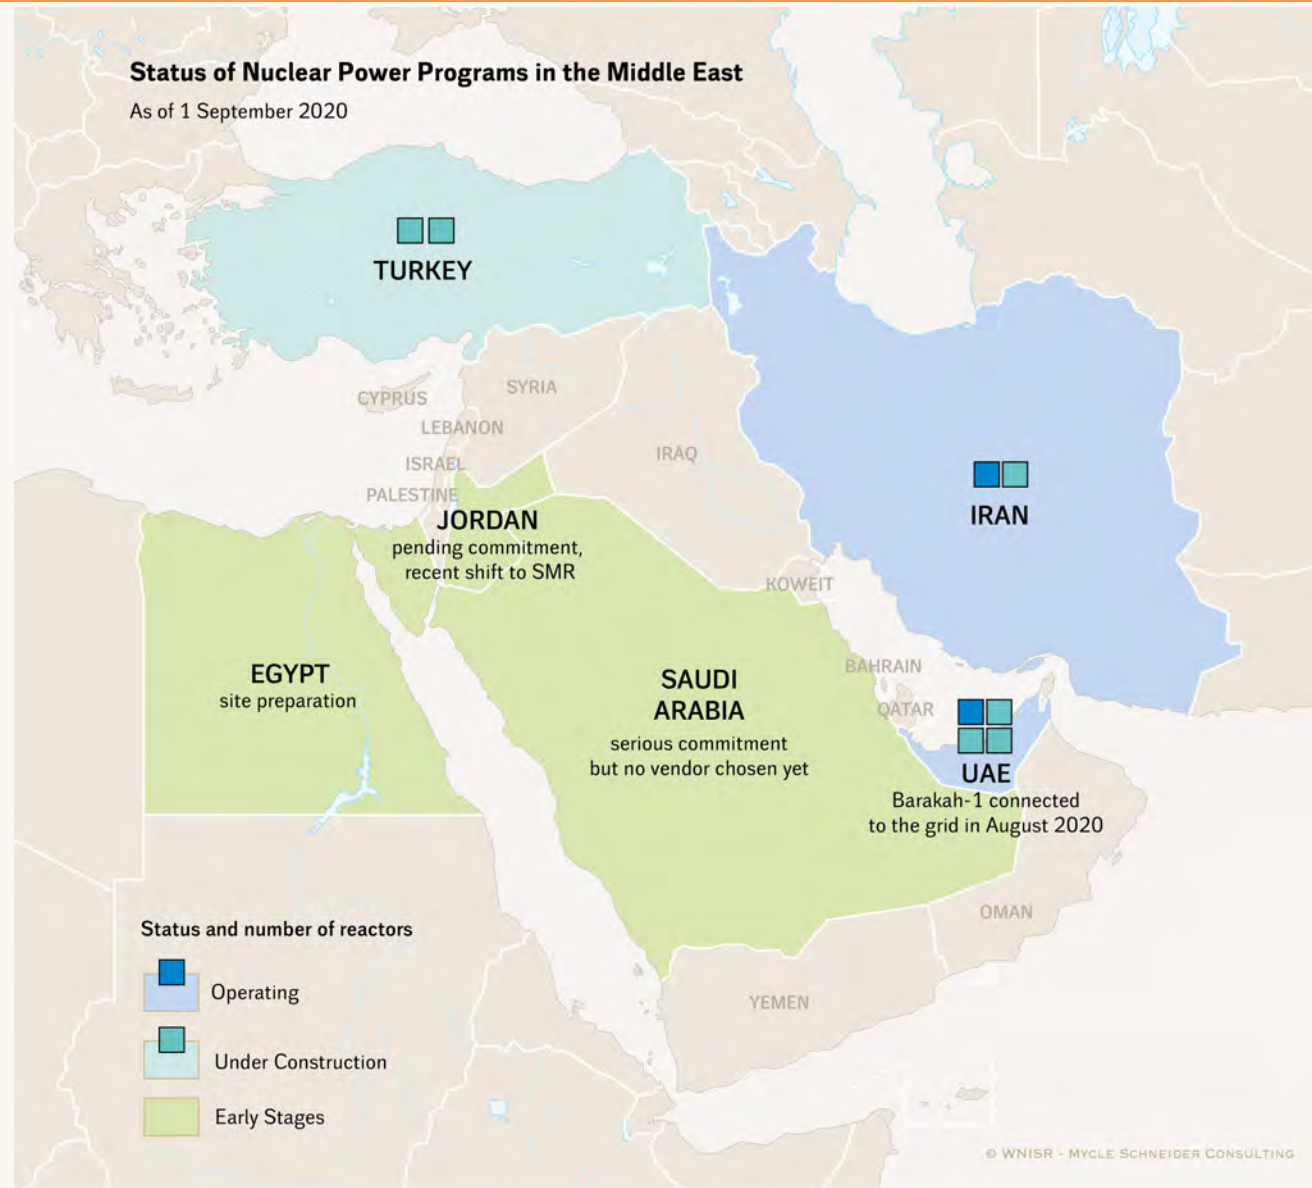 Status of Nuclear Power Programs in the Middle East
As of 1 September 2020
TURKEY
CYPRUS
SYRIA
LEBANON
ISRAEL
IRAQ
PALESTINE
IRAN
JORDAN
pending commitment,
recent shift to SMR
KOWEIT
EGYPT
site preparation
SAUDI
ARABIA
serious commitment
but no vendor chosen yet
BAHRAIN
QATAR
UAE
Barakah-1 connected
to the grid in August 2020
OMAN
YEMEN
Status and number of reactors
Operating
Under Construction
Early Stages
© WNISR - MYCLE SCHNEIDER CONSULTING